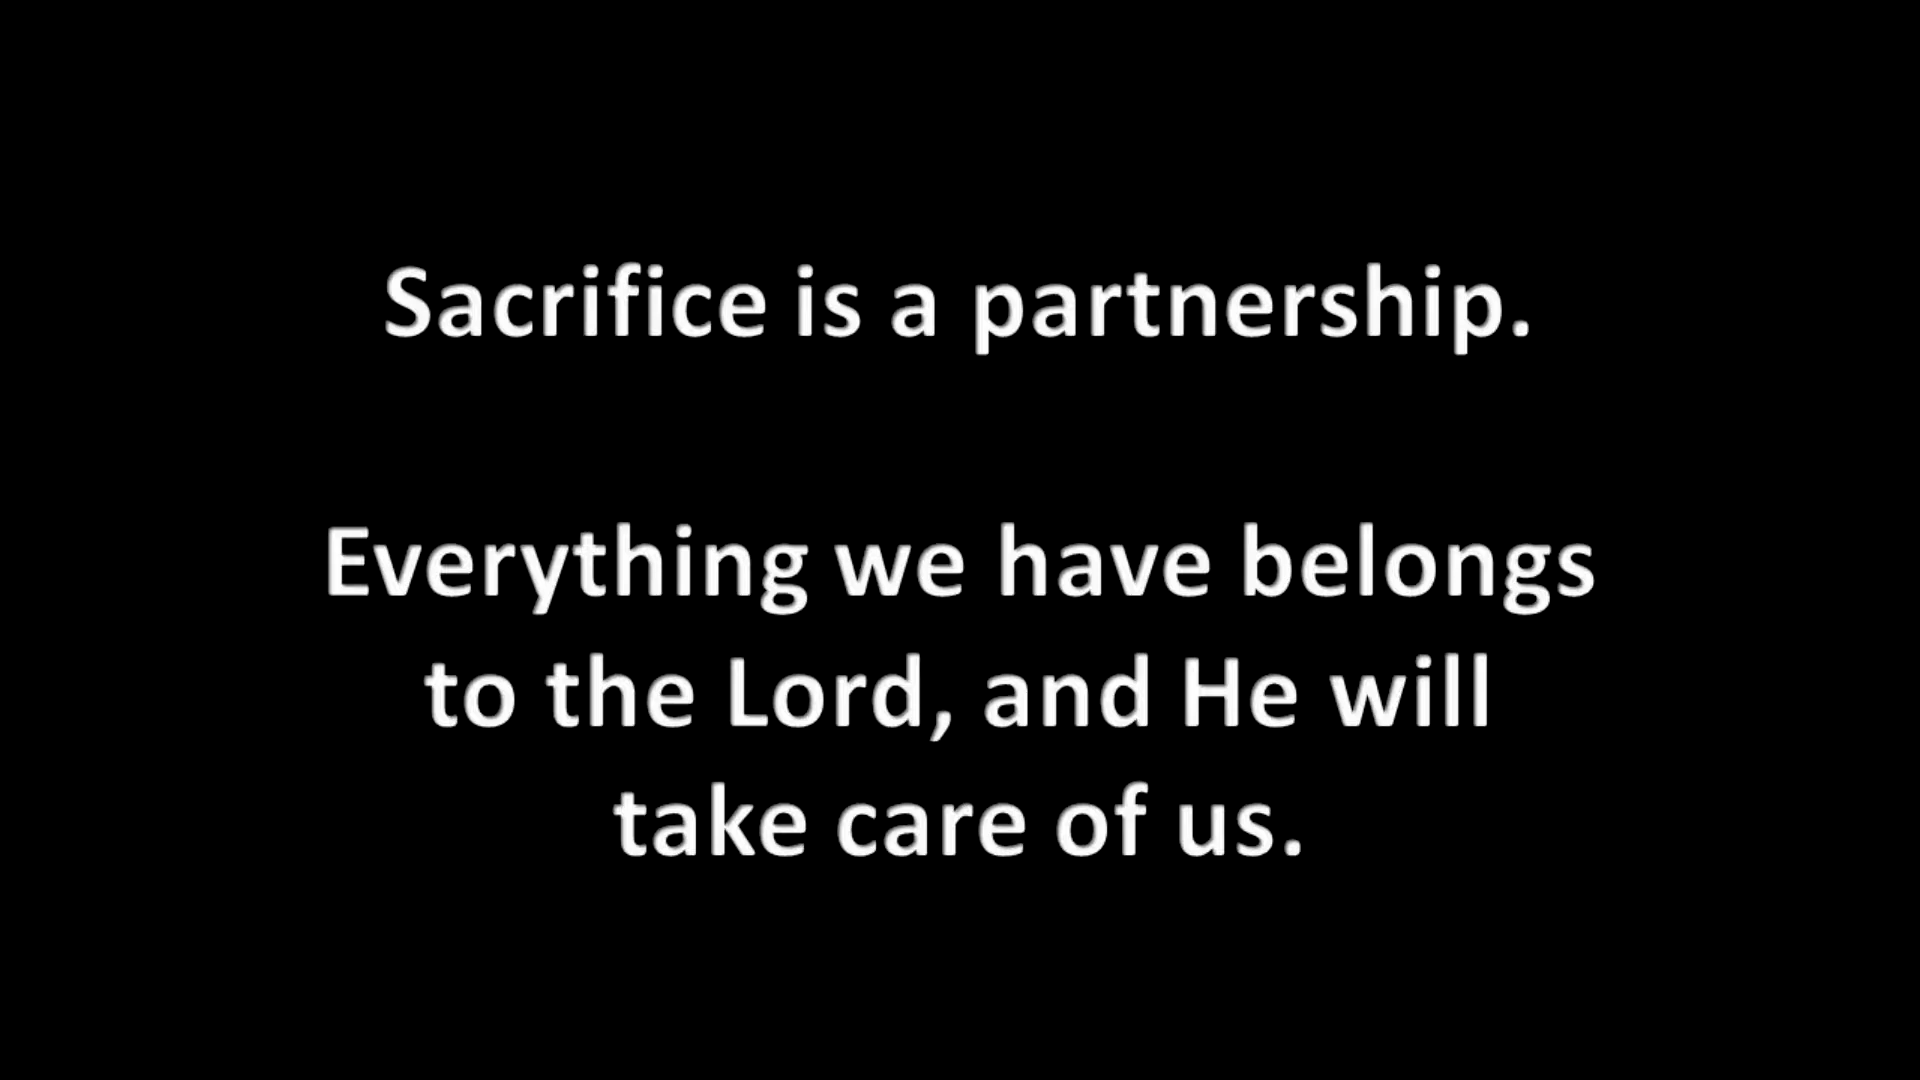 Sacrifice is a partnership.
Everything we have belongs
to the Lord, and He will
take care of us.